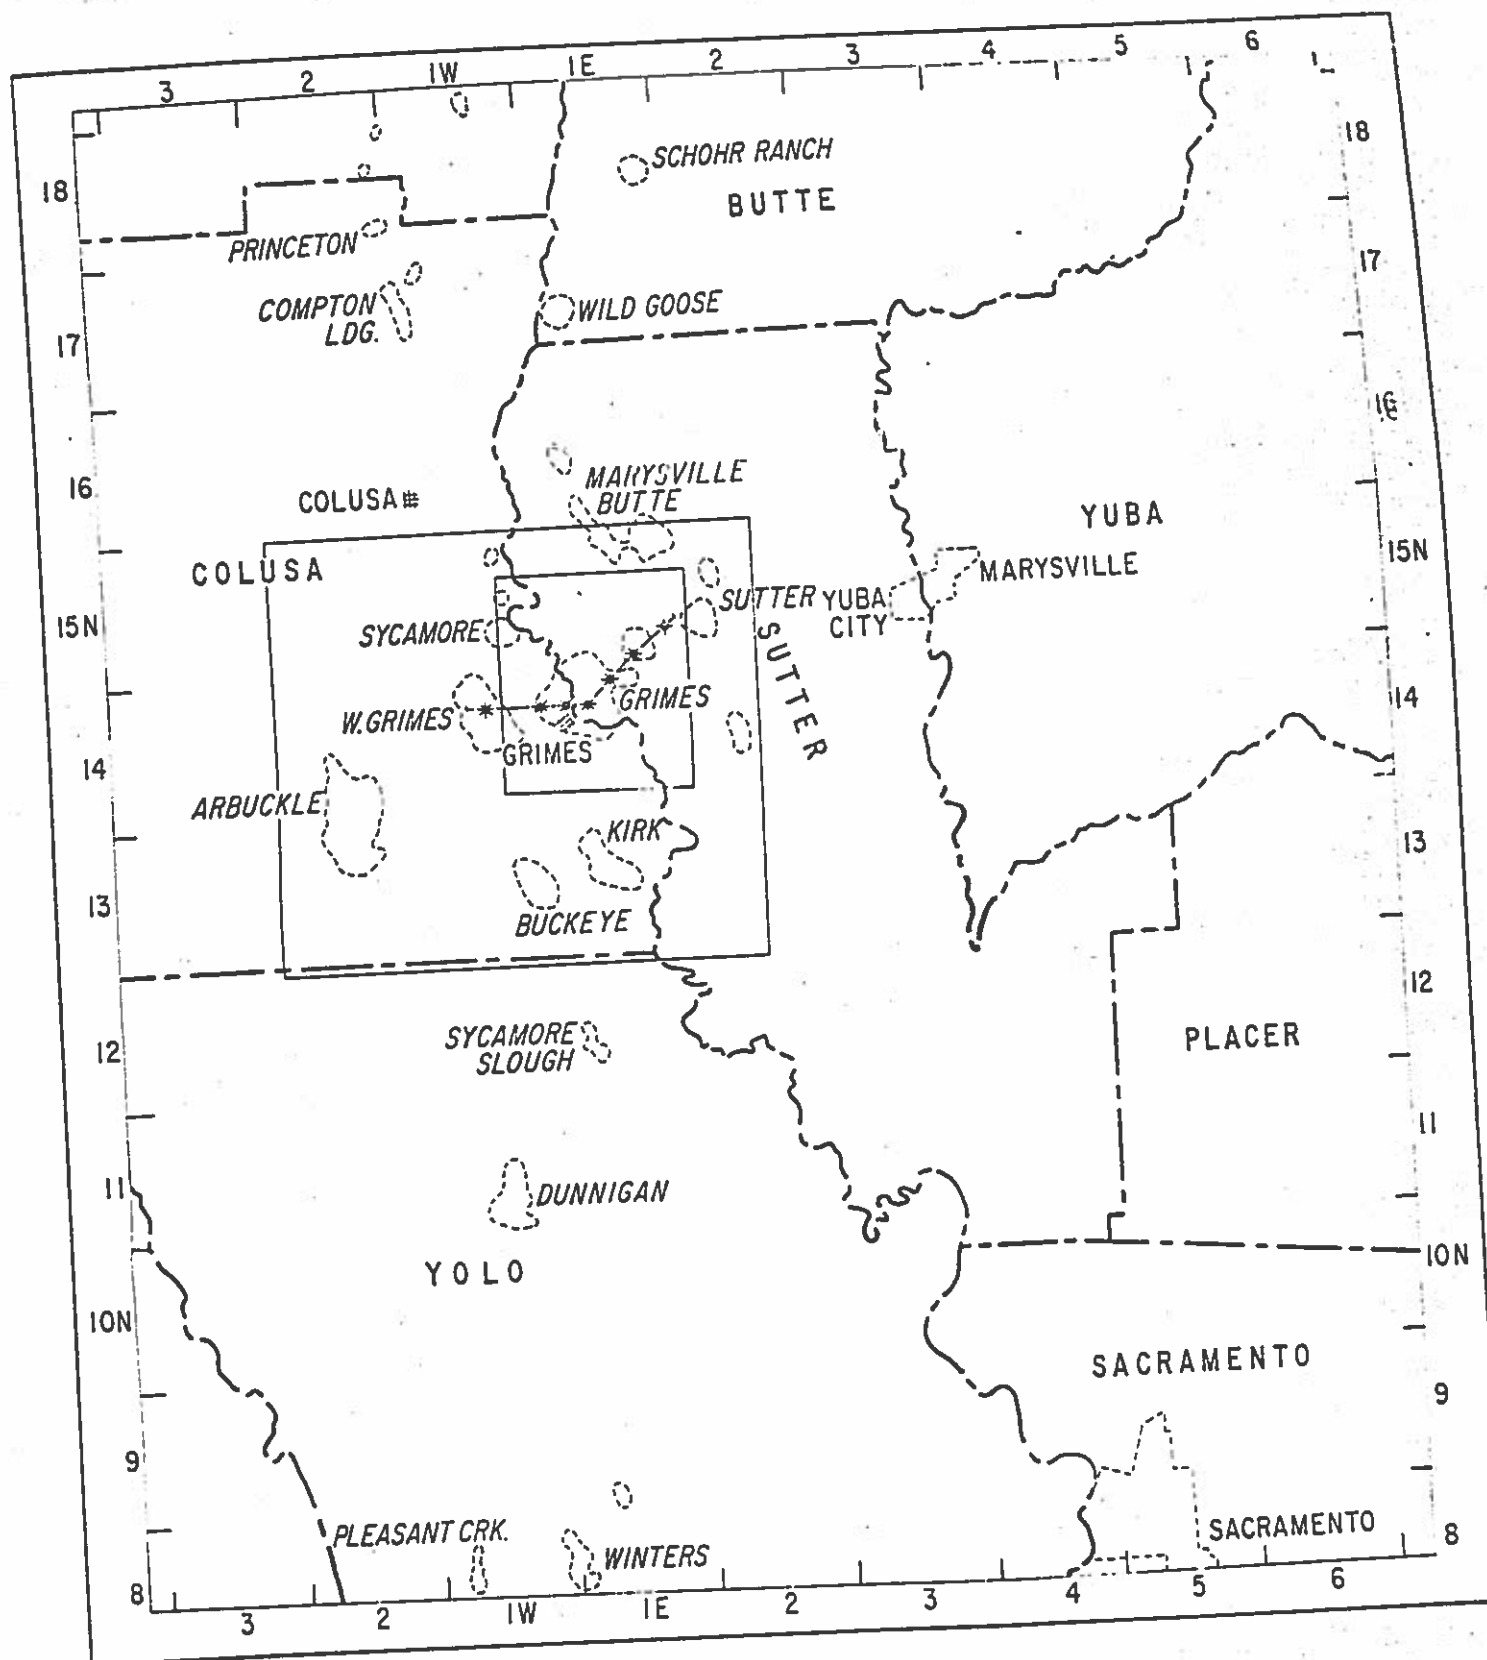 3 2 1W 1E 2 3 4 5 6
18
SCHOHR RANCH
18
BUTTE
PRINCETON
17
COMPTON
LDG.
WILD GOOSE
17
16
MARYSVILLE
BUTTE
16
COLUSA
YUBA
15N
COLUSA
MARYSVILLE
SUTTER
YUBA
CITY
15N
SYCAMORE
SUTTER
GRIMES
14
W.GRIMES
GRIMES
14
ARBUCKLE
KIRK
13
13
BUCKEYE
12
SYCAMORE
SLOUGH
PLACER
12
11
11
DUNNIGAN
10N
YOLO
10N
SACRAMENTO
9
9
PLEASANT CRK.
WINTERS
SACRAMENTO
8
8
3 2 1W 1E 2 3 4 5 6